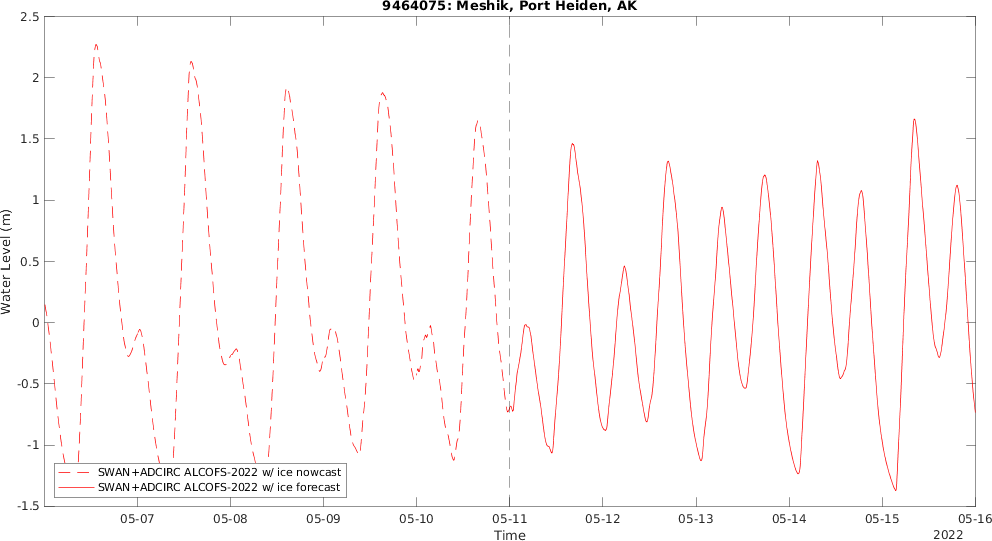 9464075: Meshik, Port Heiden, AK
Water Level (m)
2.5
2
1.5
1
0.5
0
-0.5
-1
-1.5
SWAN+ADCIRC ALCOFS-2022 w/ ice nowcast
SWAN+ADCIRC ALCOFS-2022 w/ ice forecast
05-07 05-08 05-09 05-10 05-11 05-12 05-13 05-14 05-15 05-16
Time
2022